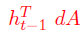 $h_{t-1}^{T} \; dA$